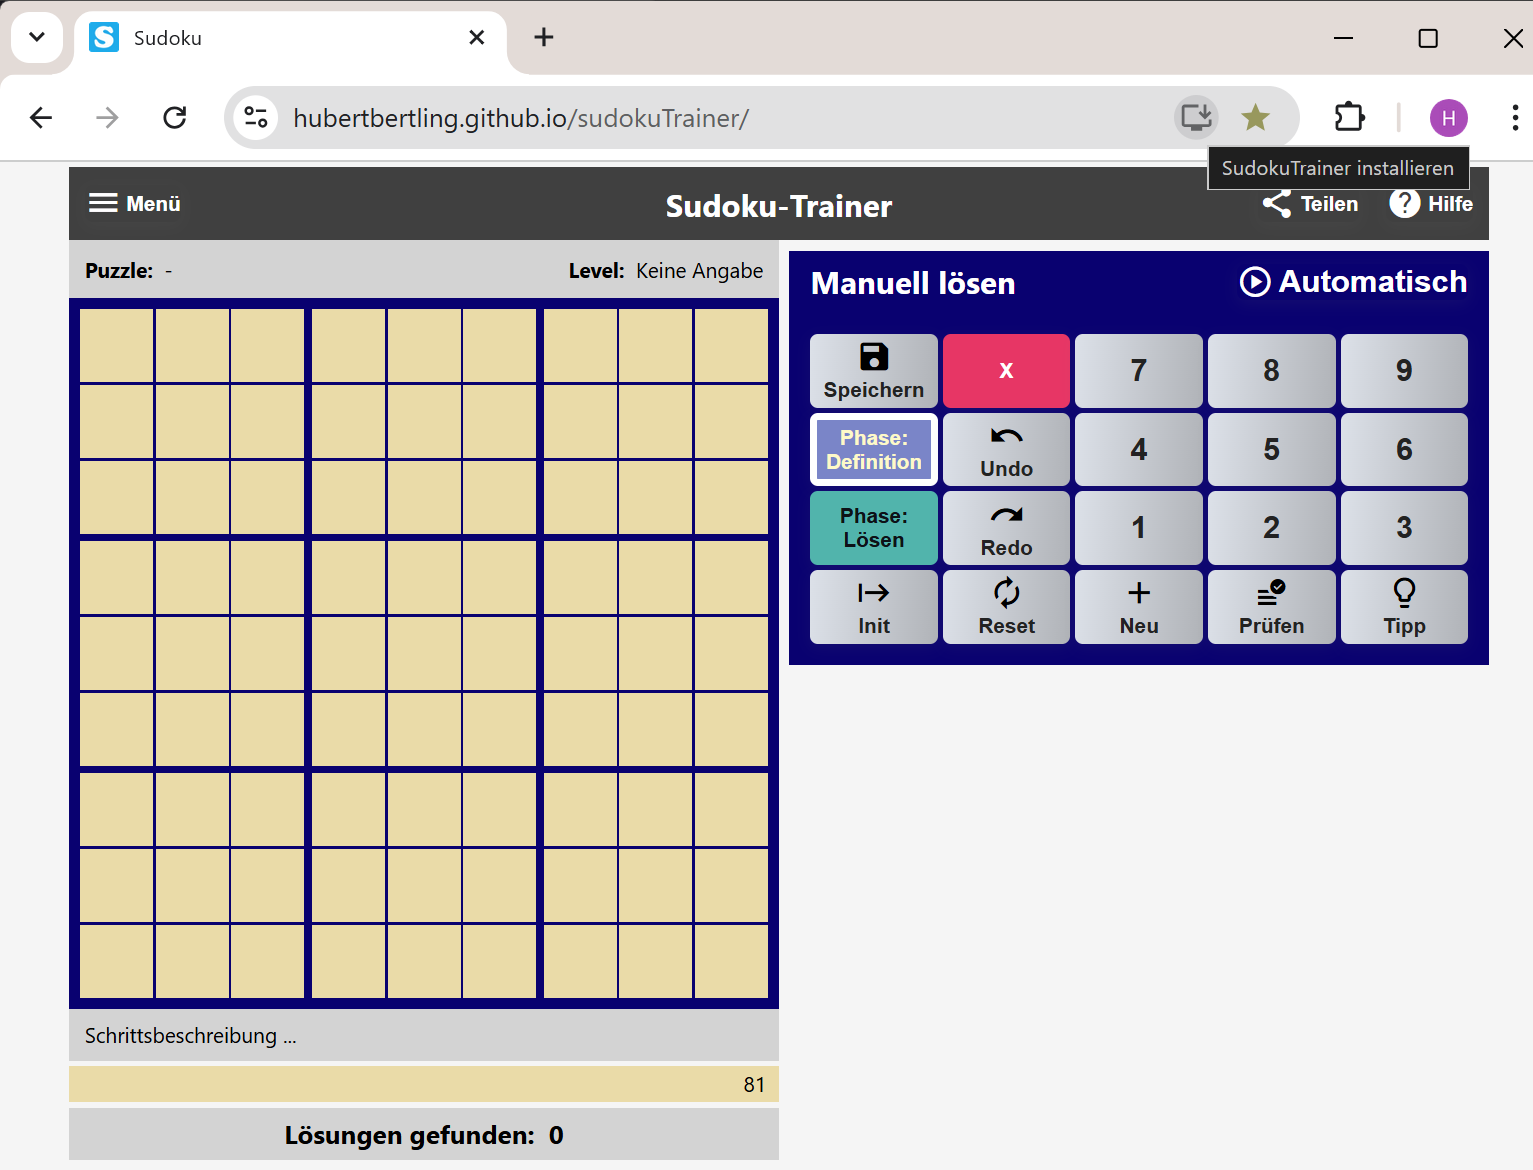 Sudoku
hubertbertling.github.io/sudokuTrainer/
H
SudokuTrainer installieren
Menü
Sudoku-Trainer
Teilen
? Hilfe
Puzzle: -
Level: Keine Angabe
Manuell lösen
Automatisch
Speichern
x
7
8
9
Phase:
Definition
Undo
4
5
6
Phase:
Lösen
Redo
1
2
3
Init
Reset
Neu
Prüfen
Tipp
Schrittsbeschreibung ...
81
Lösungen gefunden: 0